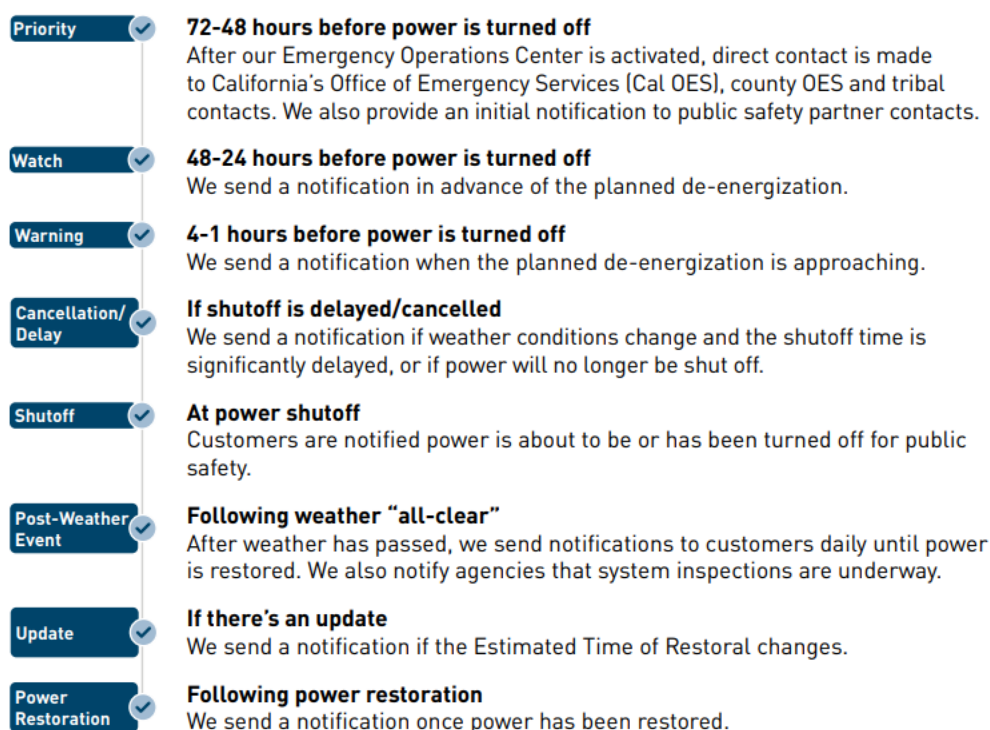 Priority
72-48 hours before power is turned off
After our Emergency Operations Center is activated, direct contact is made
to California's Office of Emergency Services (Cal OES), county OES and tribal
contacts. We also provide an initial notification to public safety partner contacts.
Watch
48-24 hours before power is turned off
We send a notification in advance of the planned de-energization.
Warning
4-1 hours before power is turned off
We send a notification when the planned de-energization is approaching.
Cancellation/
Delay
If shutoff is delayed/cancelled
We send a notification if weather conditions change and the shutoff time is
significantly delayed, or if power will no longer be shut off.
Shutoff
At power shutoff
Customers are notified power is about to be or has been turned off for public
safety.
Post-Weather
Event
Following weather “all-clear”
After weather has passed, we send notifications to customers daily until power
is restored. We also notify agencies that system inspections are underway.
Update
If there's an update
We send a notification if the Estimated Time of Restoral changes.
Power
Restoration
Following power restoration
We send a notification once power has been restored.